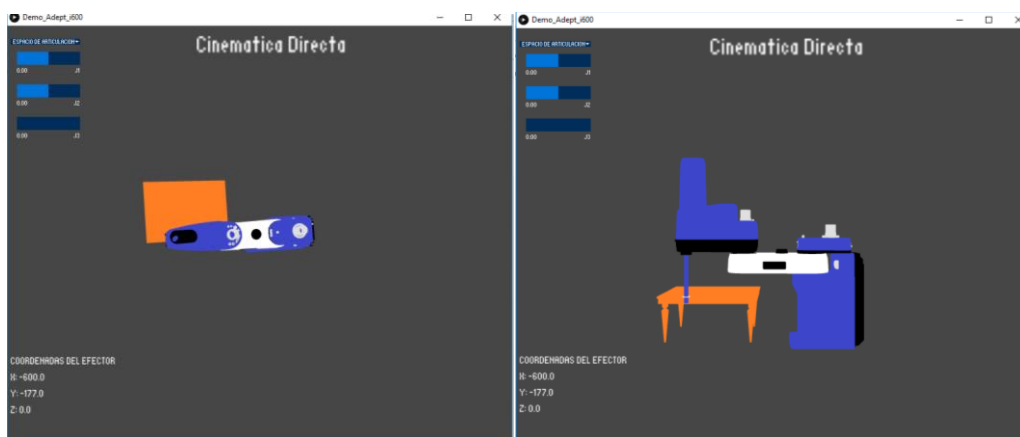 Demo_Adept_i600
Cinematica Directa
ESPACIO DE ARTICULACION
0.00 J1
0.00 J2
0.00 J3
COORDENADAS DEL EFECTOR
X: -600.0
Y: -177.0
Z: 0.0
Demo_Adept_i600
Cinematica Directa
ESPACIO DE ARTICULACION
0.00 J1
0.00 J2
0.00 J3
COORDENADAS DEL EFECTOR
X: -600.0
Y: -177.0
Z: 0.0